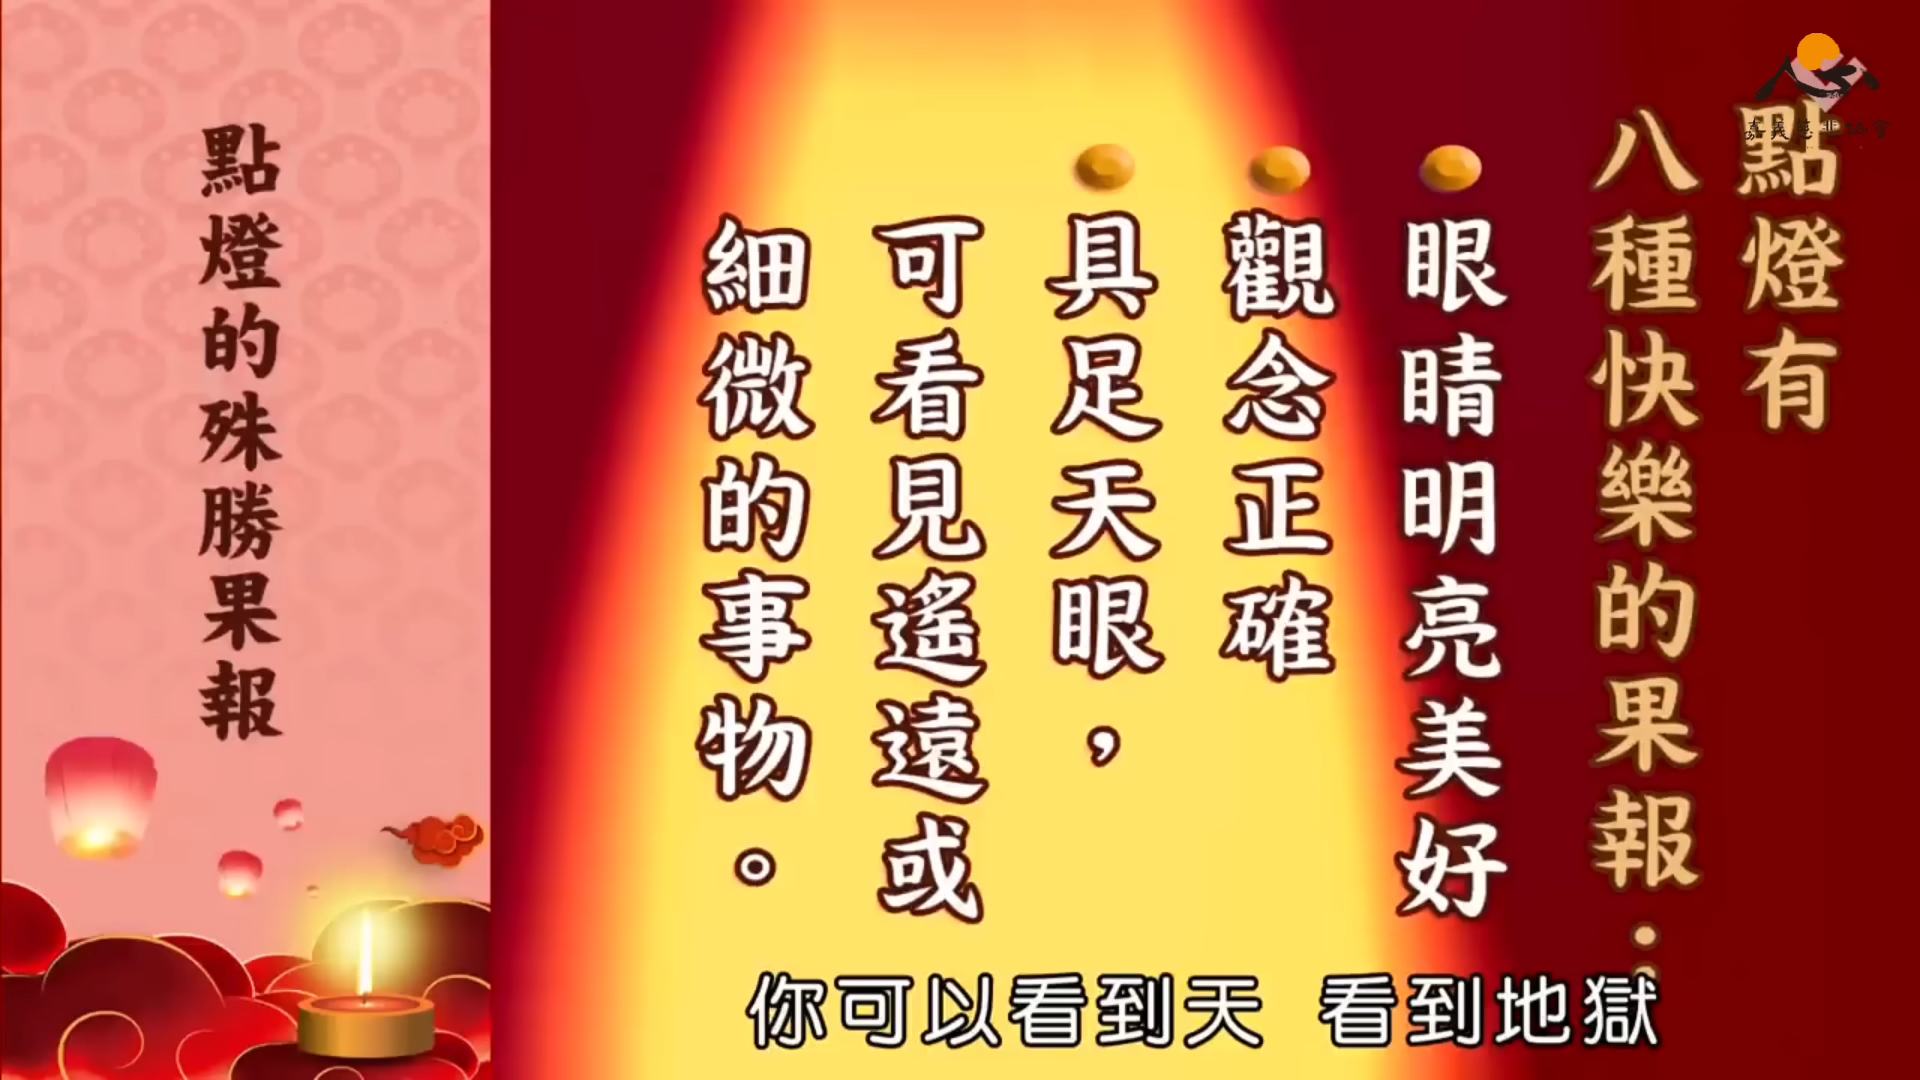 點燈有
八種快樂的果報：
眼睛明亮美好
觀念正確
具足天眼，
可看見遙遠或
細微的事物。
點燈的殊勝果報
你可以看到天 看到地獄